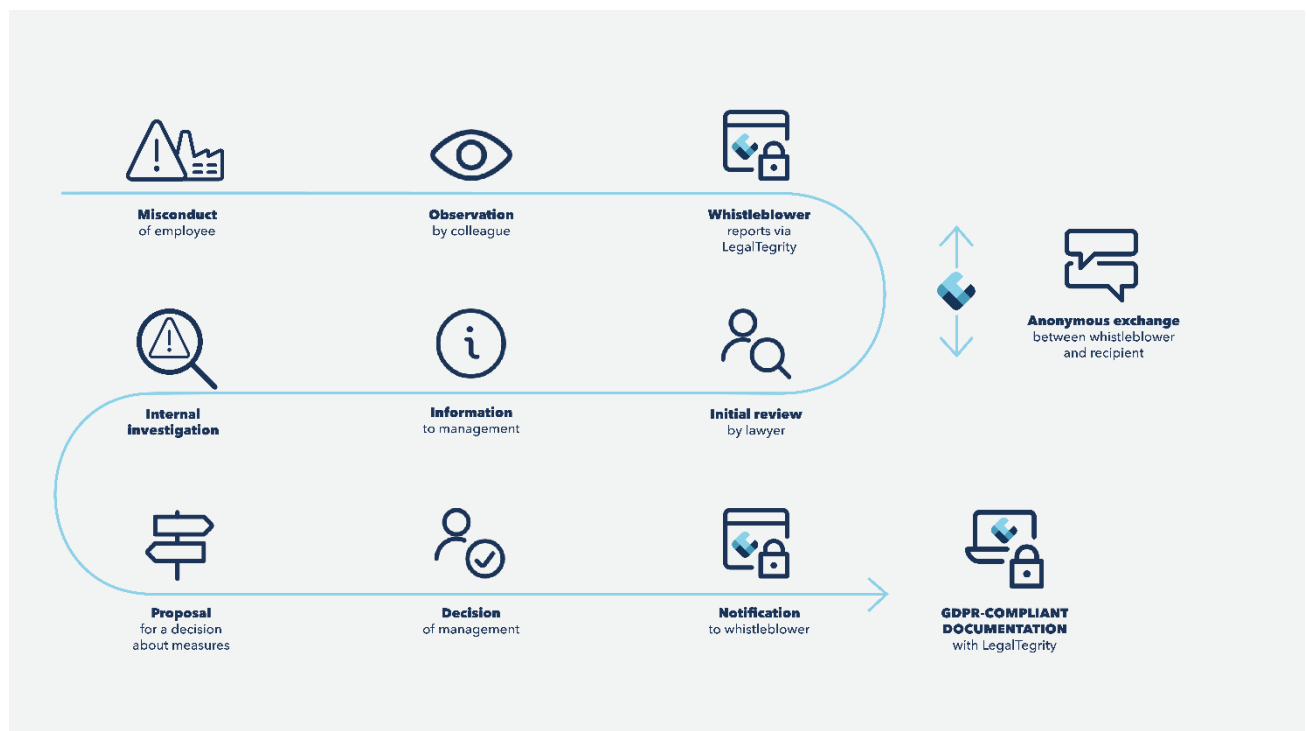 Misconduct
of employee
Observation
by colleague
Whistleblower
reports via
LegalTegrity
Anonymous exchange
between whistleblower
and recipient
Internal
investigation
Information
to management
Initial review
by lawyer
Proposal
for a decision
about measures
Decision
of management
Notification
to whistleblower
GDPR-COMPLIANT
DOCUMENTATION
with LegalTegrity